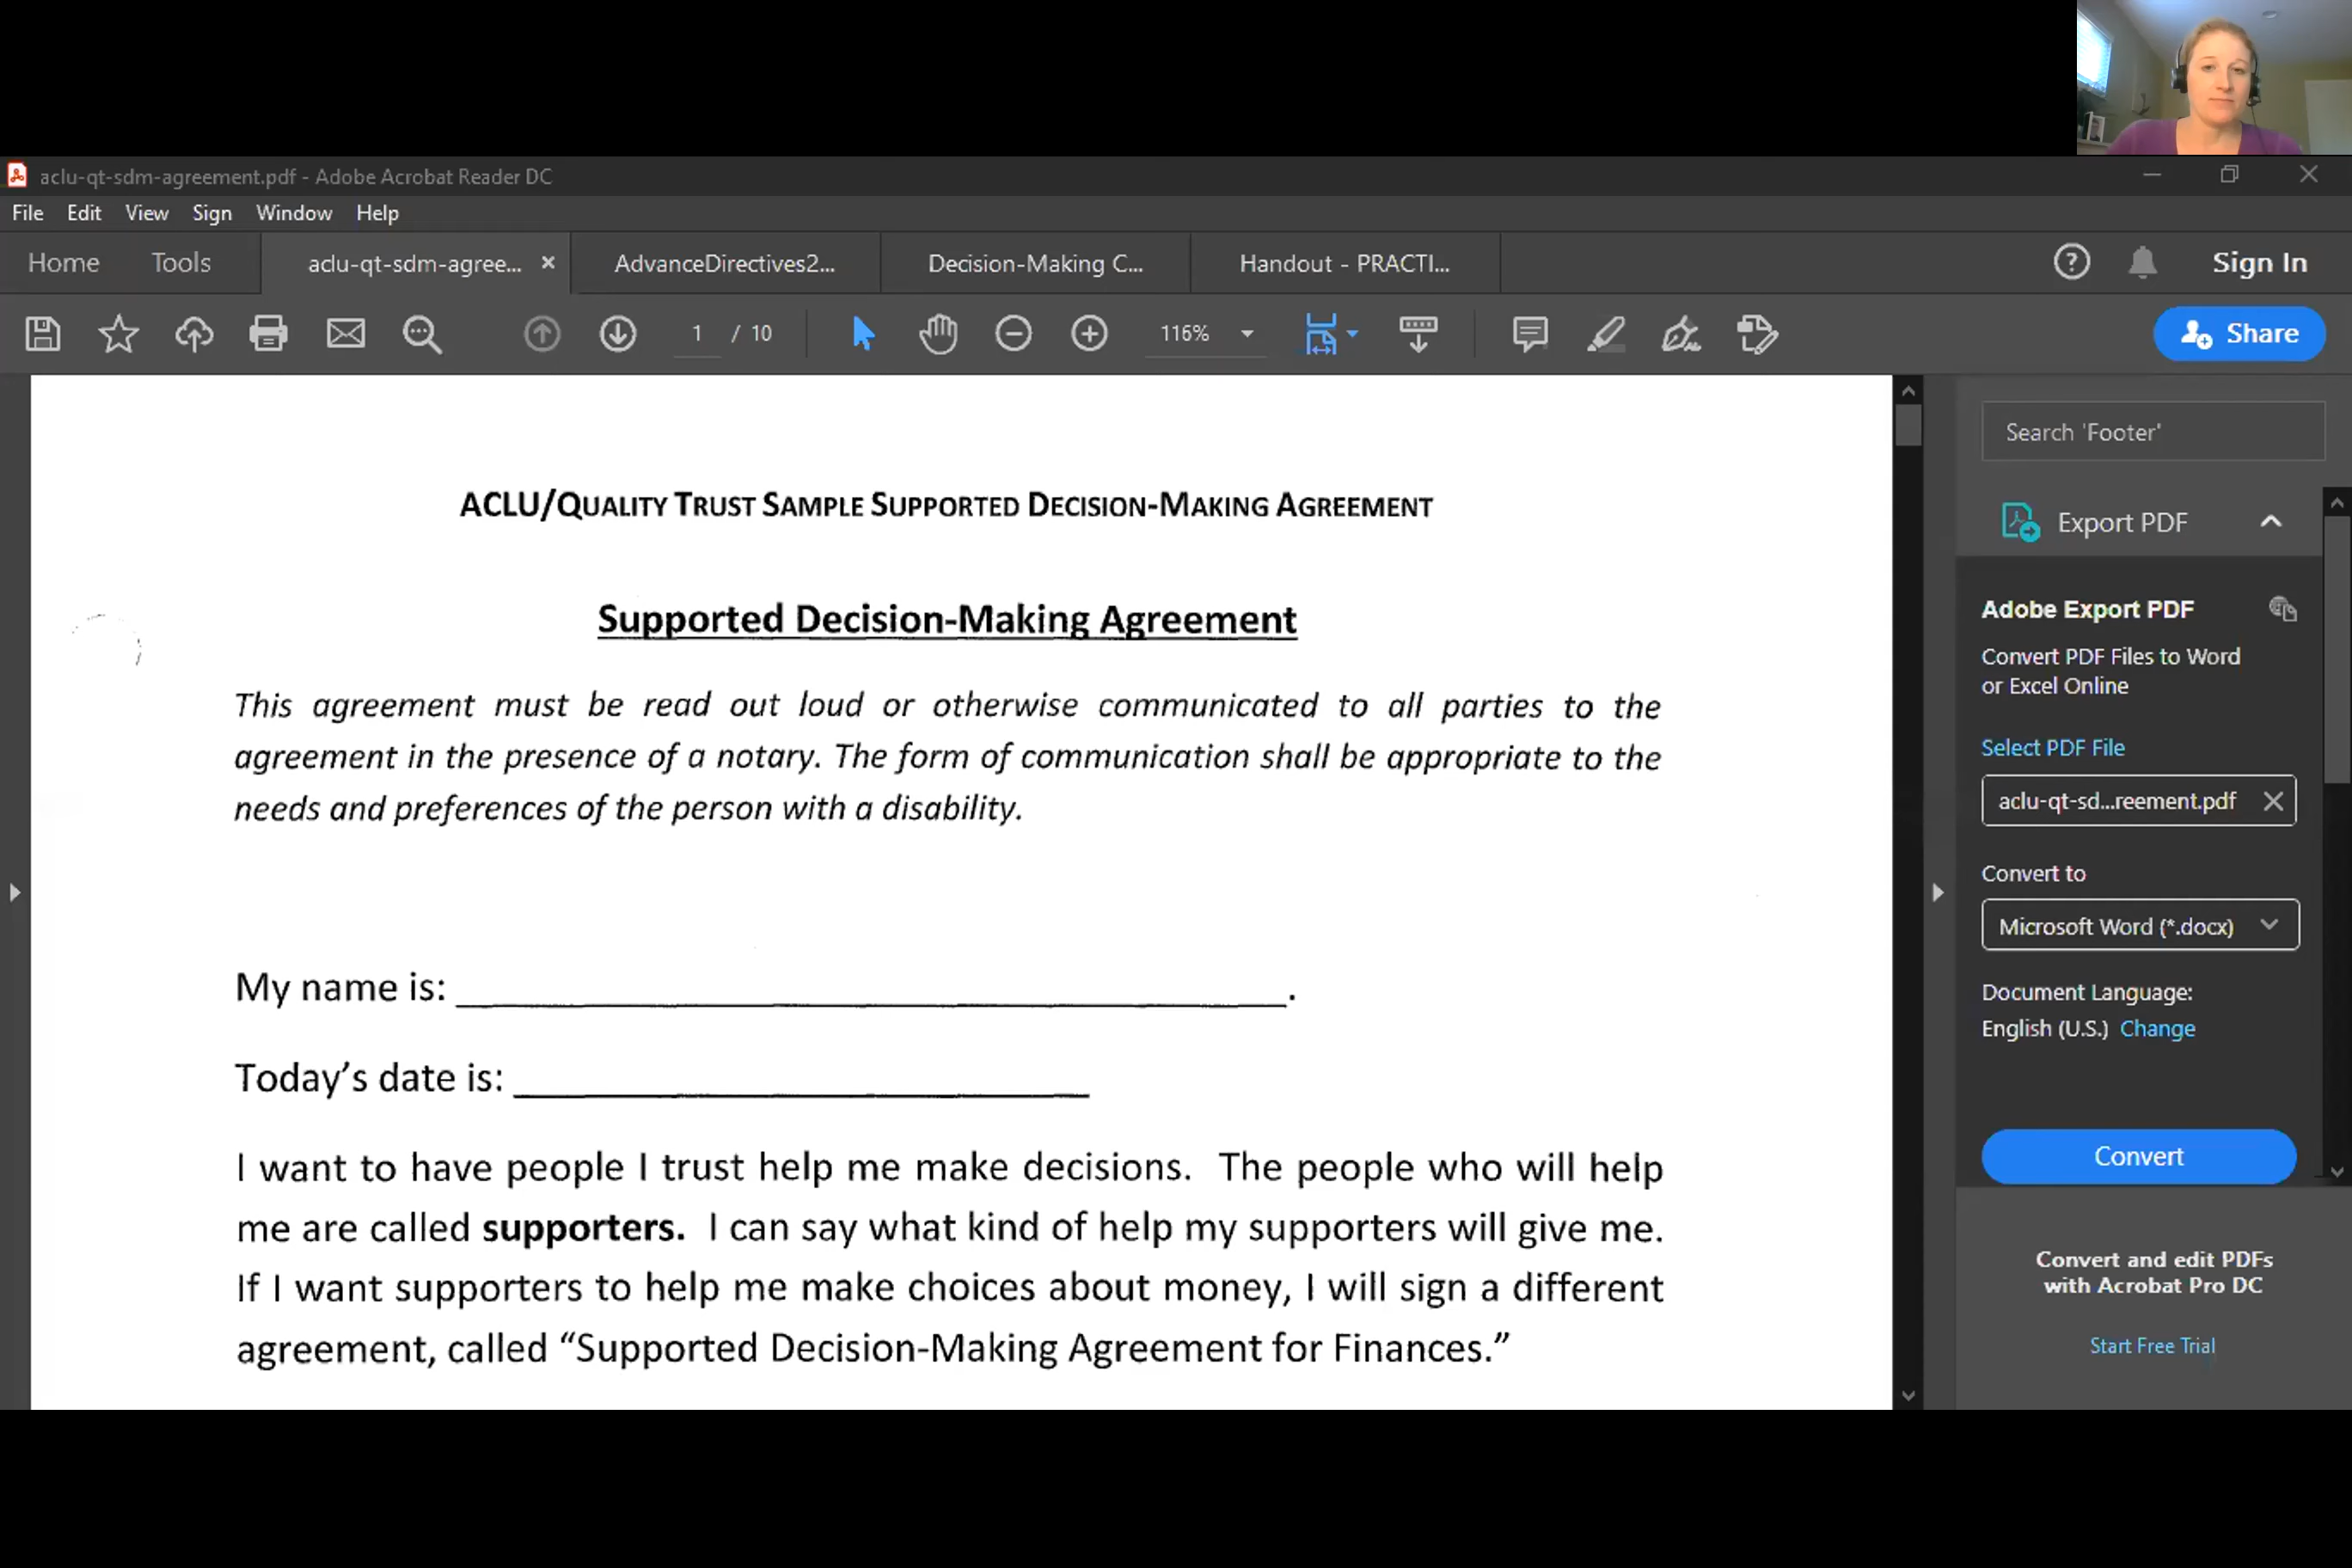 aclu-qt-sdm-agreement.pdf - Adobe Acrobat Reader DC
File Edit View Sign Window Help
Home Tools aclu-qt-sdm-agree... × AdvanceDirectives2... Decision-Making C... Handout - PRACTI... Sign In
1 / 10 116% Share
ACLU/QUALITY TRUST SAMPLE SUPPORTED DECISION-MAKING AGREEMENT
Supported Decision-Making Agreement
This agreement must be read out loud or otherwise communicated to all parties to the
agreement in the presence of a notary. The form of communication shall be appropriate to the
needs and preferences of the person with a disability.
My name is: ______________________________.
Today’s date is: ______________________
I want to have people I trust help me make decisions. The people who will help
me are called supporters. I can say what kind of help my supporters will give me.
If I want supporters to help me make choices about money, I will sign a different
agreement, called “Supported Decision-Making Agreement for Finances.”
Search 'Footer'
Export PDF
Adobe Export PDF
Convert PDF Files to Word
or Excel Online
Select PDF File
aclu-qt-sd...reement.pdf
Convert to
Microsoft Word (*.docx)
Document Language:
English (U.S.) Change
Convert
Convert and edit PDFs
with Acrobat Pro DC
Start Free Trial